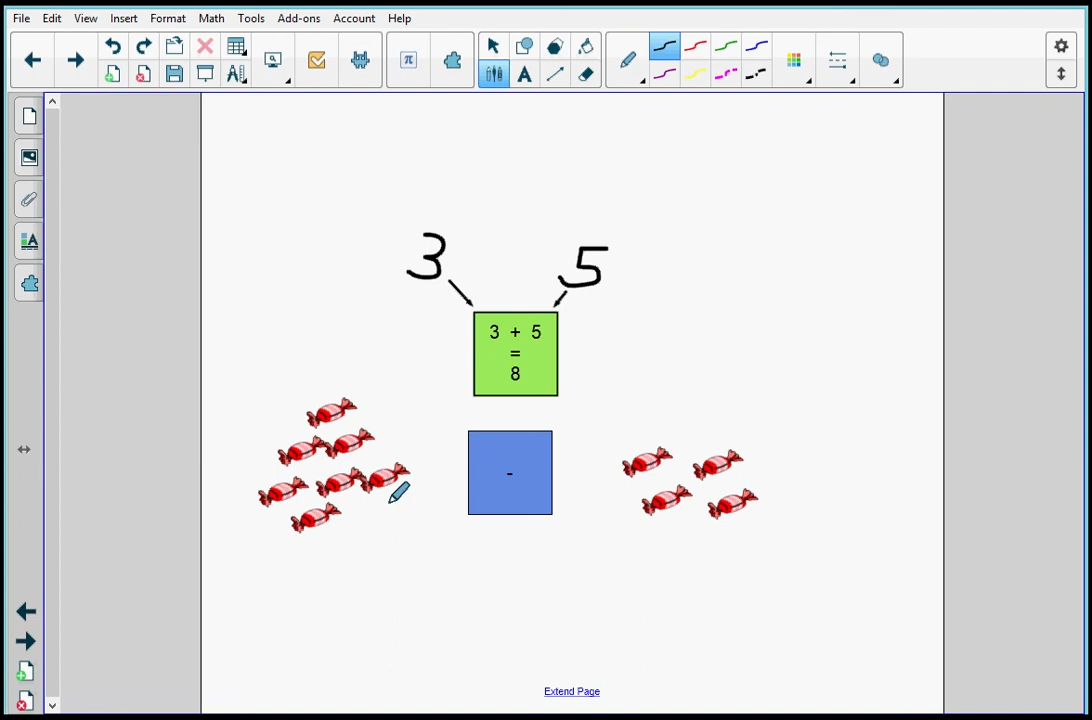 File Edit View Insert Format Math Tools Add-ons Account Help
π A
A
3 5
3 + 5
=
8
-
Extend Page